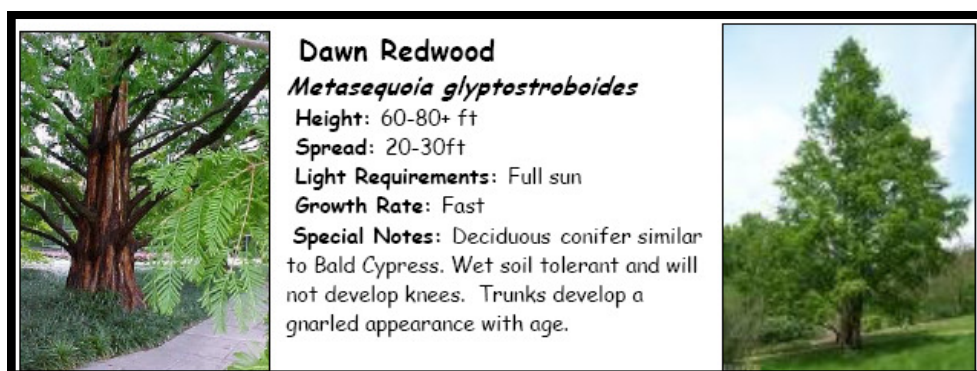 Dawn Redwood
Metasequoia glyptostroboides
Height: 60-80+ ft
Spread: 20-30ft
Light Requirements: Full sun
Growth Rate: Fast
Special Notes: Deciduous conifer similar
to Bald Cypress. Wet soil tolerant and will
not develop knees. Trunks develop a
gnarled appearance with age.